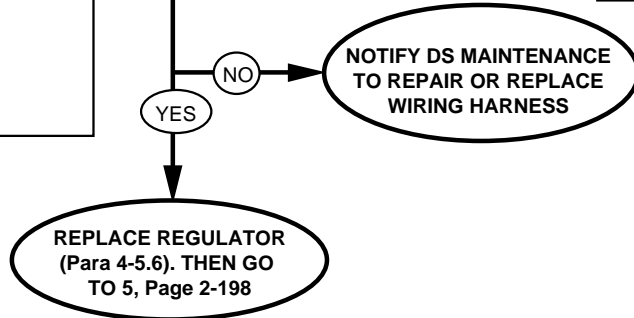 NOTIFY DS MAINTENANCE
TO REPAIR OR REPLACE
WIRING HARNESS
NO
YES
REPLACE REGULATOR
(Para 4-5.6). THEN GO
TO 5, Page 2-198